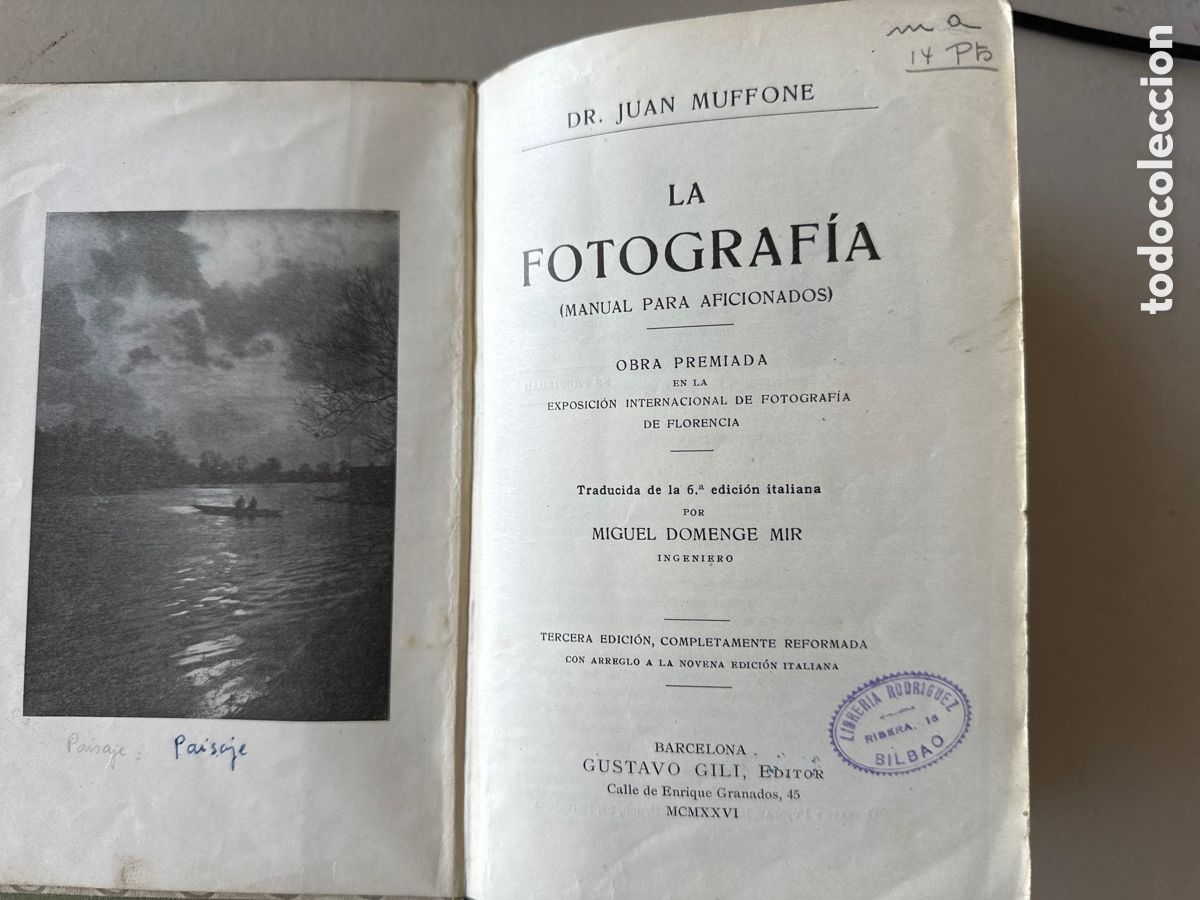 Paisaje. Paisaje
m a
14 Pts
DR. JUAN MUFFONE
LA
FOTOGRAFÍA
(MANUAL PARA AFICIONADOS)
OBRA PREMIADA
EN LA
EXPOSICIÓN INTERNACIONAL DE FOTOGRAFÍA
DE FLORENCIA
Traducida de la 6.ª edición italiana
POR
MIGUEL DOMENGE MIR
INGENIERO
TERCERA EDICIÓN, COMPLETAMENTE REFORMADA
CON ARREGLO A LA NOVENA EDICIÓN ITALIANA
LIBRERIA RODRIGUEZ
RIBERA, 16
BILBAO
BARCELONA
GUSTAVO GILI, EDITOR
Calle de Enrique Granados, 45
MCMXXVI
todocoleccion